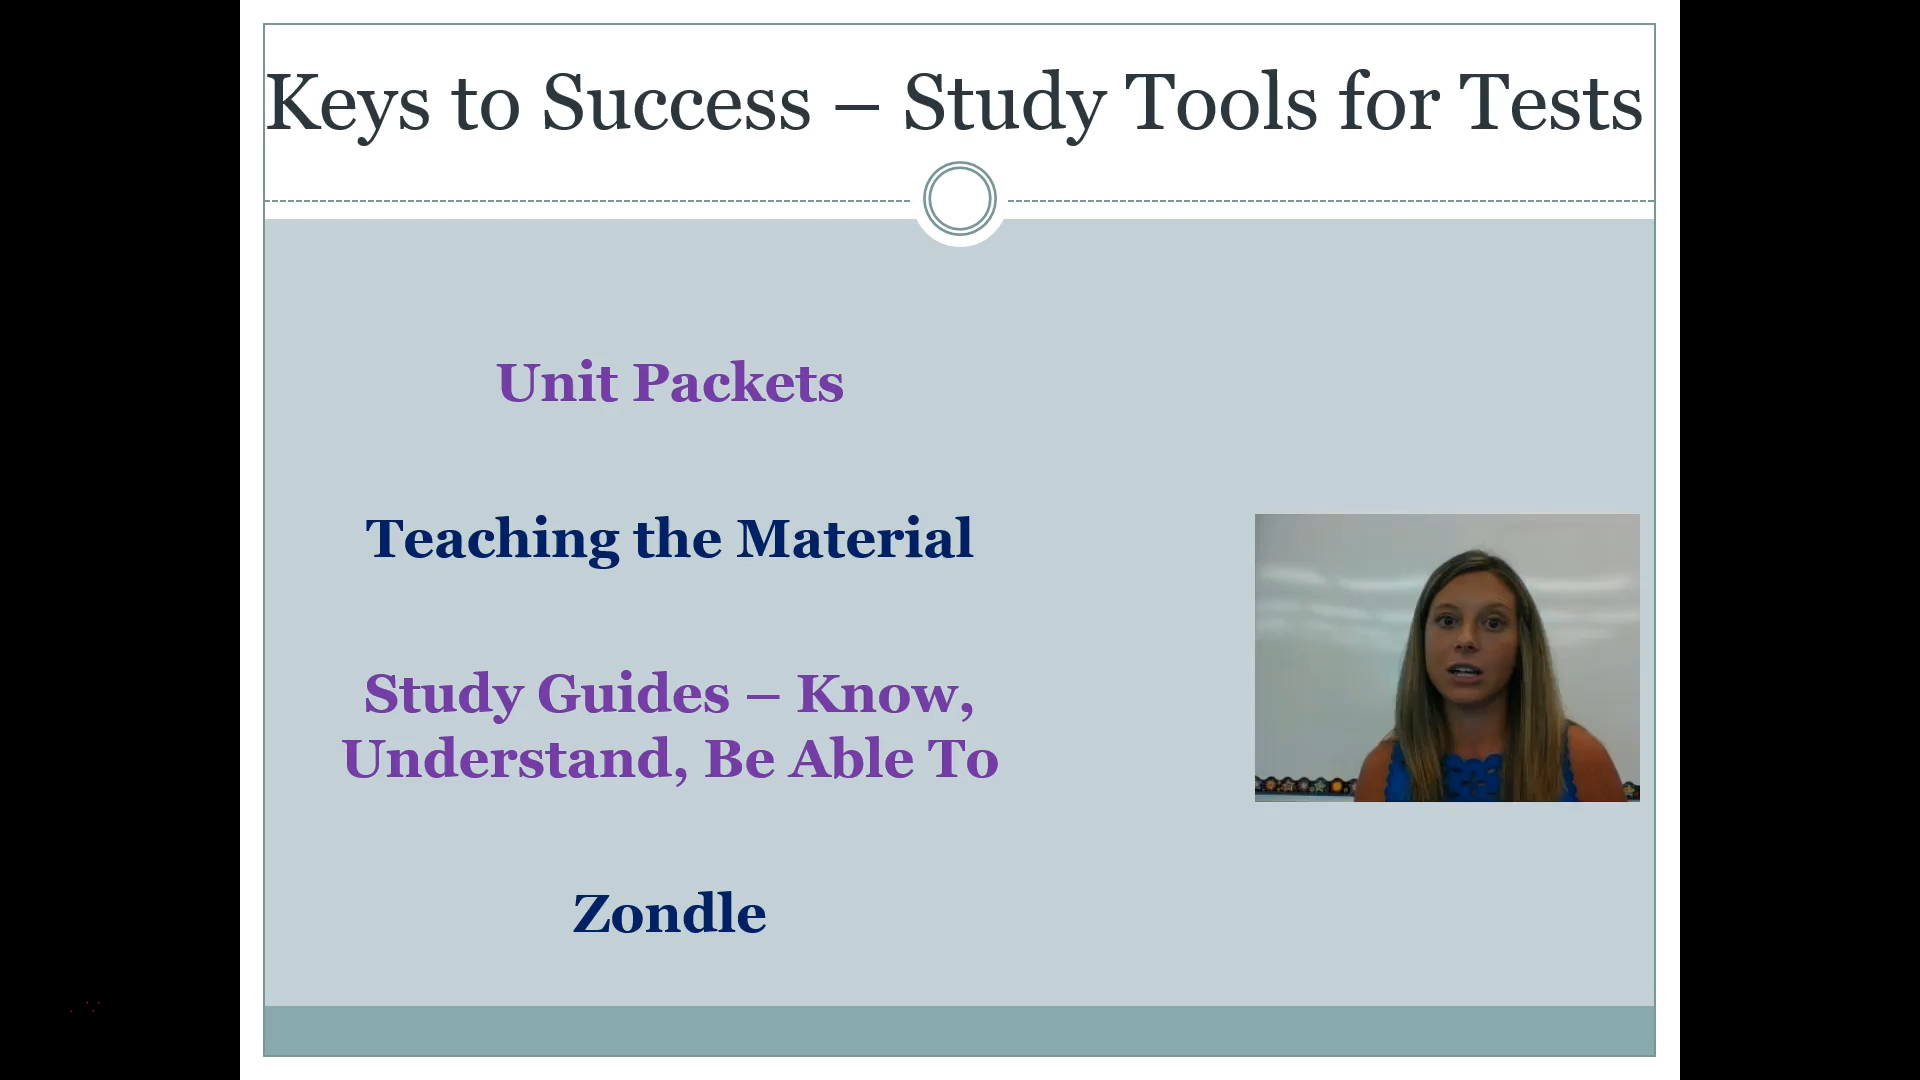 Keys to Success – Study Tools for Tests
Unit Packets
Teaching the Material
Study Guides – Know,
Understand, Be Able To
Zondle